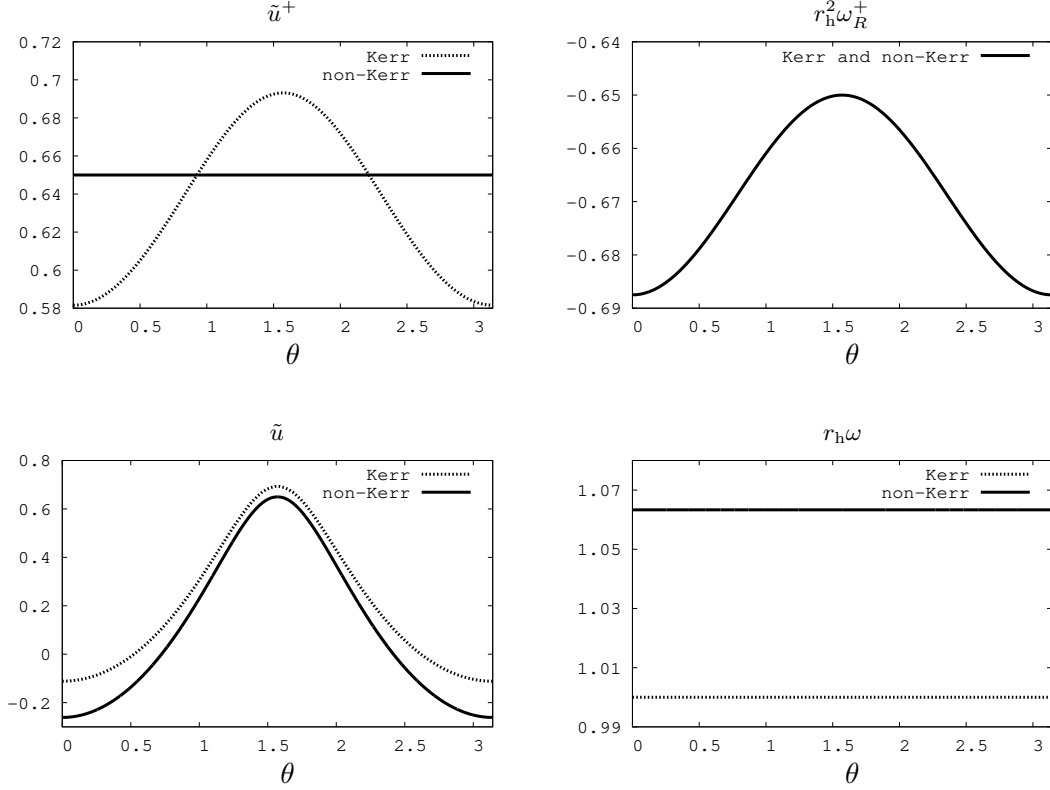 ũ⁺
0.72
0.7
0.68
0.66
0.64
0.62
0.6
0.58
Kerr
non-Kerr
0 0.5 1 1.5 2 2.5 3
θ
r_h^2 ω_R^+
−0.64
−0.65
−0.66
−0.67
−0.68
−0.69
Kerr and non-Kerr
0 0.5 1 1.5 2 2.5 3
θ
ũ
0.8
0.6
0.4
0.2
0
−0.2
Kerr
non-Kerr
0 0.5 1 1.5 2 2.5 3
θ
r_h ω
1.07
1.05
1.03
1.01
0.99
Kerr
non-Kerr
0 0.5 1 1.5 2 2.5 3
θ